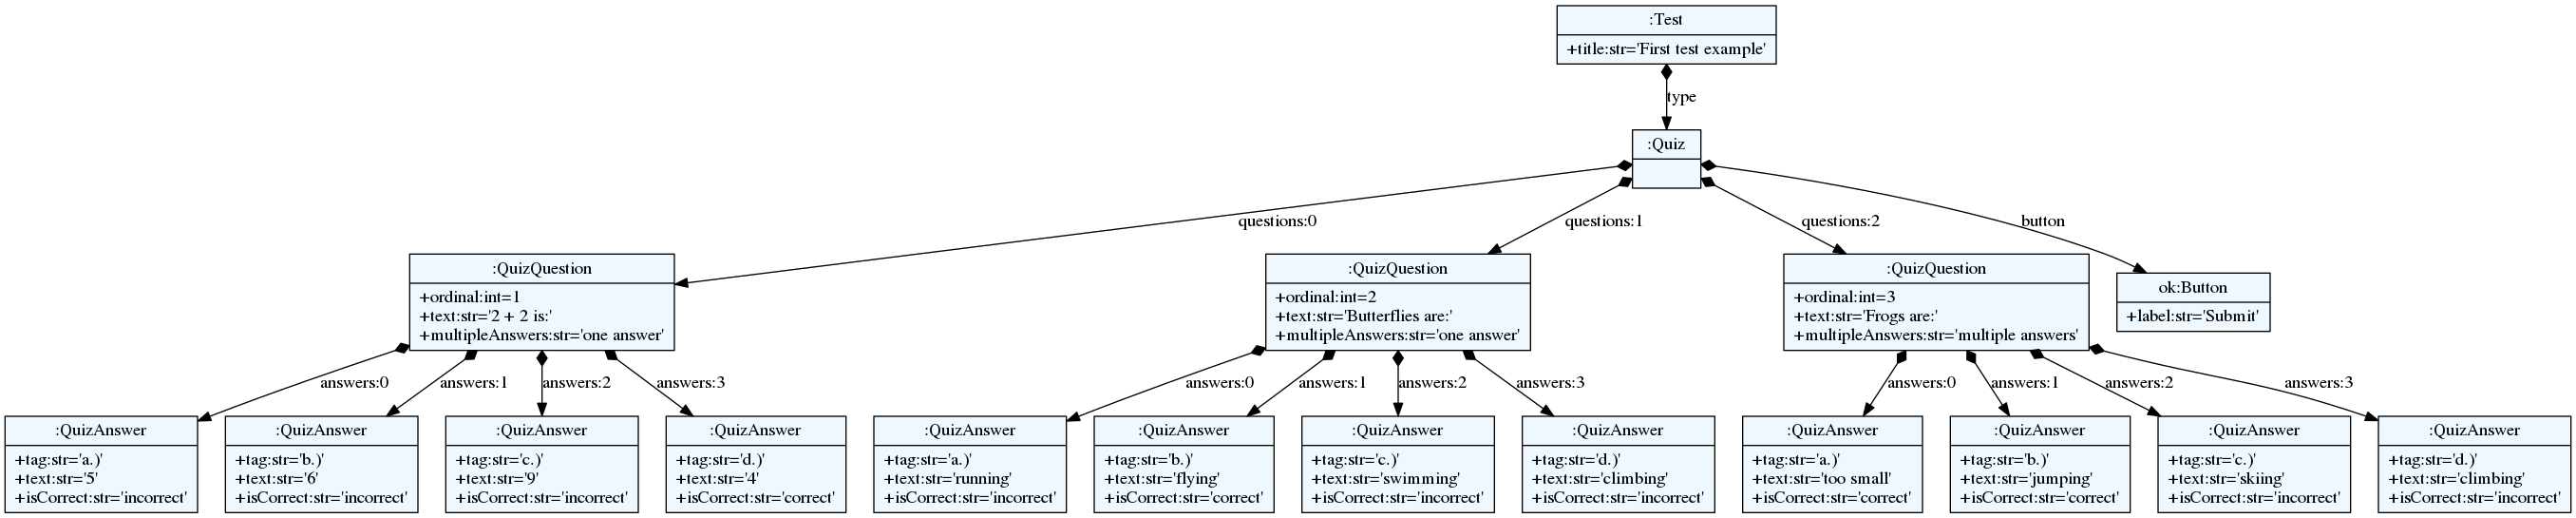 :Test
+title:str='First test example'
type
:Quiz
questions:0
questions:1
questions:2
button
:QuizQuestion
+ordinal:int=1
+text:str='2 + 2 is:'
+multipleAnswers:str='one answer'
:QuizQuestion
+ordinal:int=2
+text:str='Butterflies are:'
+multipleAnswers:str='one answer'
:QuizQuestion
+ordinal:int=3
+text:str='Frogs are:'
+multipleAnswers:str='multiple answers'
ok:Button
+label:str='Submit'
answers:0
answers:1
answers:2
answers:3
answers:0
answers:1
answers:2
answers:3
answers:0
answers:1
answers:2
answers:3
:QuizAnswer
+tag:str='a.)'
+text:str='5'
+isCorrect:str='incorrect'
:QuizAnswer
+tag:str='b.)'
+text:str='6'
+isCorrect:str='incorrect'
:QuizAnswer
+tag:str='c.)'
+text:str='9'
+isCorrect:str='incorrect'
:QuizAnswer
+tag:str='d.)'
+text:str='4'
+isCorrect:str='correct'
:QuizAnswer
+tag:str='a.)'
+text:str='running'
+isCorrect:str='incorrect'
:QuizAnswer
+tag:str='b.)'
+text:str='flying'
+isCorrect:str='correct'
:QuizAnswer
+tag:str='c.)'
+text:str='swimming'
+isCorrect:str='incorrect'
:QuizAnswer
+tag:str='d.)'
+text:str='climbing'
+isCorrect:str='incorrect'
:QuizAnswer
+tag:str='a.)'
+text:str='too small'
+isCorrect:str='correct'
:QuizAnswer
+tag:str='b.)'
+text:str='jumping'
+isCorrect:str='correct'
:QuizAnswer
+tag:str='c.)'
+text:str='skiing'
+isCorrect:str='incorrect'
:QuizAnswer
+tag:str='d.)'
+text:str='climbing'
+isCorrect:str='incorrect'